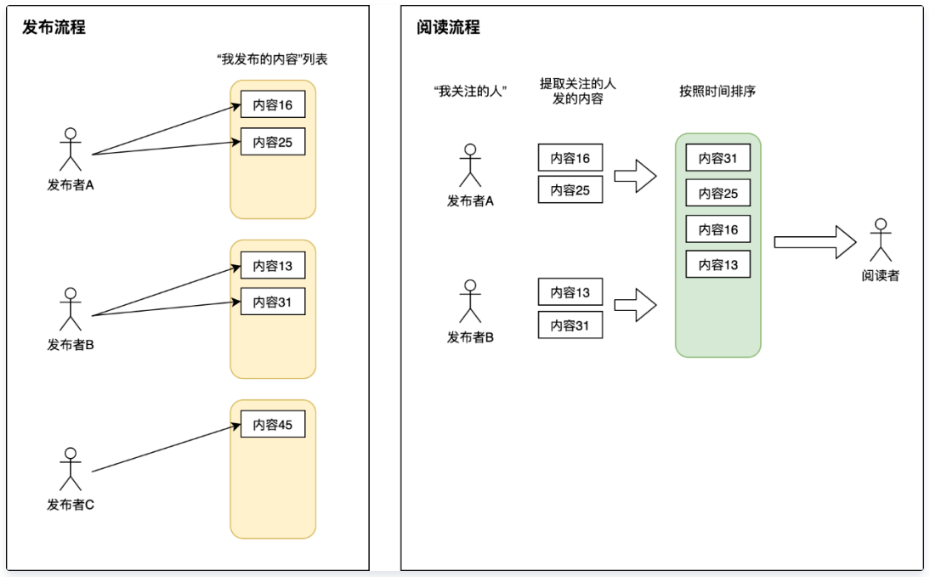 发布流程
“我发布的内容”列表
内容16
内容25
发布者A
内容13
内容31
发布者B
内容45
发布者C
阅读流程
“我关注的人”
提取关注的人
发的内容
按照时间排序
发布者A
内容16
内容25
发布者B
内容13
内容31
内容31
内容25
内容16
内容13
阅读者